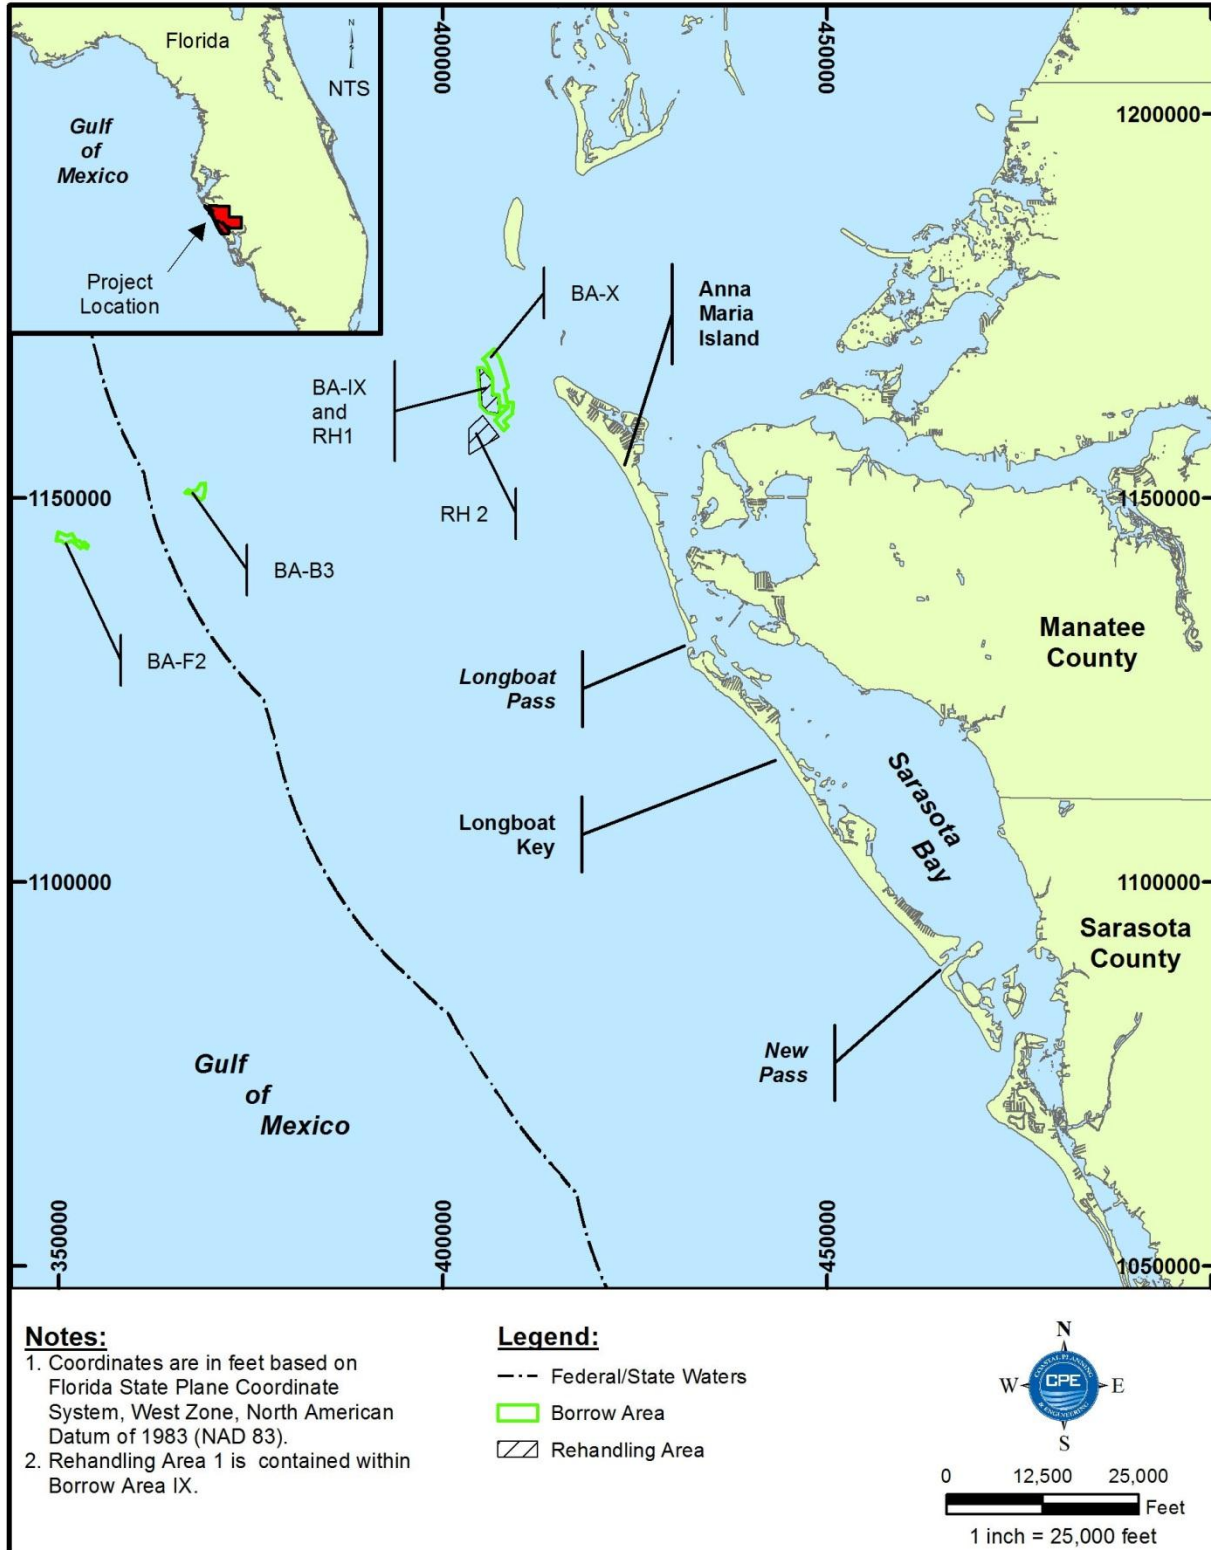 Florida
N
NTS
Gulf
of
Mexico
Project
Location
400000
450000
1200000
BA-X
Anna
Maria
Island
BA-IX
and
RH1
RH 2
1150000
1150000
BA-B3
BA-F2
Manatee
County
Longboat
Pass
Sarasota
Bay
Longboat
Key
1100000
1100000
Sarasota
County
New
Pass
Gulf
of
Mexico
350000
400000
450000
1050000
Notes:
1. Coordinates are in feet based on
Florida State Plane Coordinate
System, West Zone, North American
Datum of 1983 (NAD 83).
2. Rehandling Area 1 is contained within
Borrow Area IX.
Legend:
Federal/State Waters
Borrow Area
Rehandling Area
N
W
E
S
COASTAL PLANNING
CPE
& ENGINEERING
0 12,500 25,000
Feet
1 inch = 25,000 feet